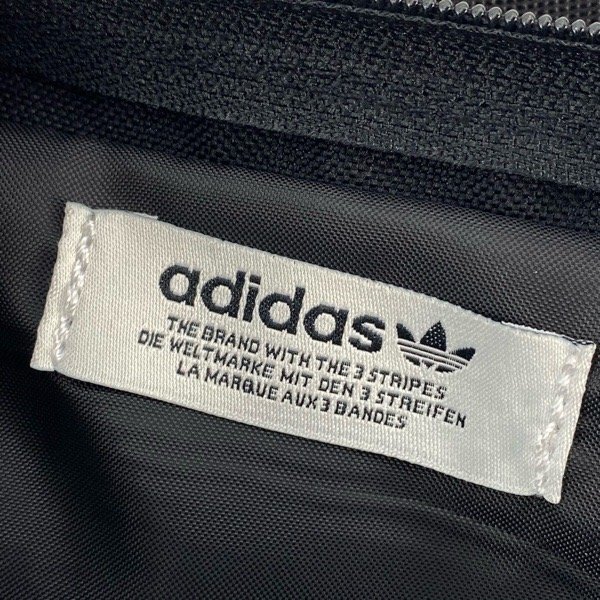 adidas
THE BRAND WITH THE 3 STRIPES
DIE WELTMARKE MIT DEN 3 STREIFEN
LA MARQUE AUX 3 BANDES